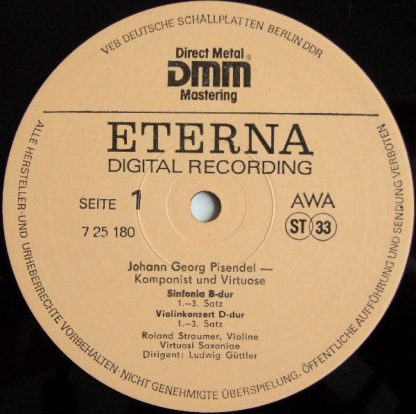 VEB DEUTSCHE SCHALLPLATTEN BERLIN DDR
Direct Metal
DMM
Mastering
ETERNA
DIGITAL RECORDING
SEITE 1
AWA
7 25 180
ST 33
Johann Georg Pisendel —
Komponist und Virtuose
Sinfonia B-dur
1.–3. Satz
Violinkonzert D-dur
1.–3. Satz
Roland Straumer, Violine
Virtuosi Saxoniae
Dirigent: Ludwig Güttler
ALLE HERSTELLER- UND URHEBERRECHTE VORBEHALTEN · NICHT GENEHMIGTE ÜBERSPIELUNG, ÖFFENTLICHE AUFFÜHRUNG UND SENDUNG VERBOTEN